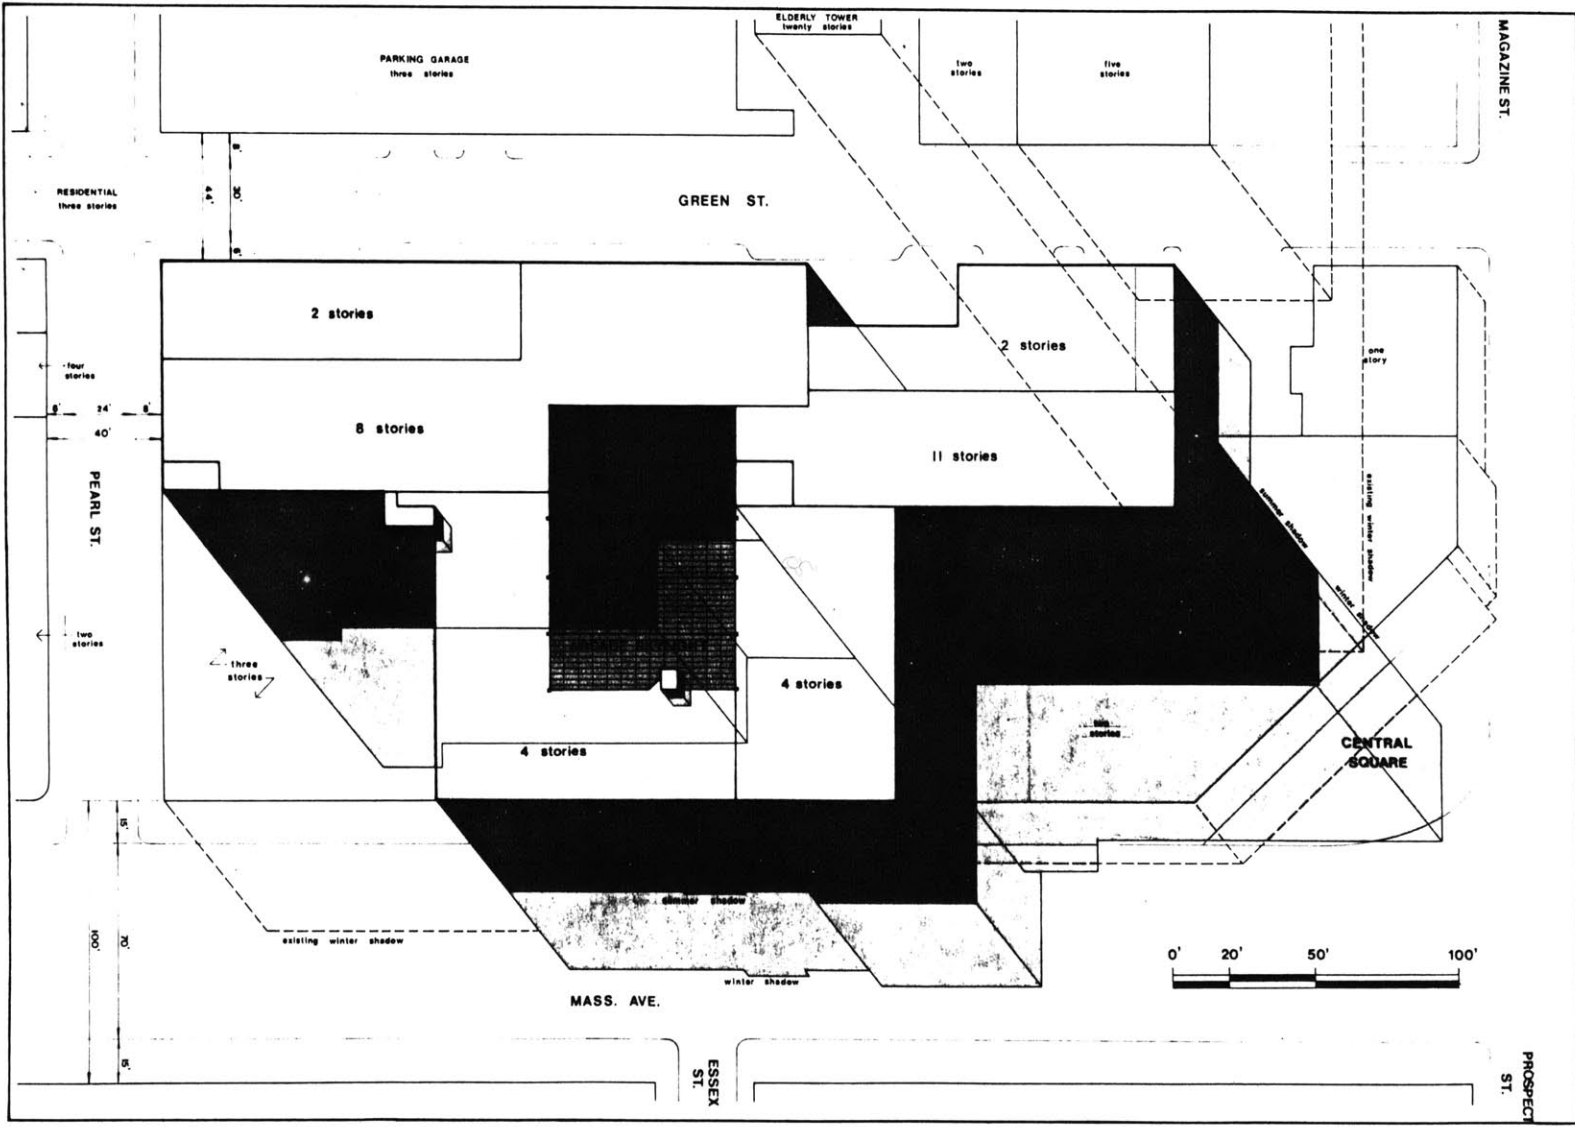 ELDERLY TOWER
twenty stories
MAGAZINE ST.
PARKING GARAGE
three stories
two
stories
five
stories
8'
44'
30'
6'
RESIDENTIAL
three stories
GREEN ST.
2 stories
2 stories
one
story
four
stories
8' 24' 8'
40'
8 stories
11 stories
PEARL ST.
summer shadow
existing winter shadow
winter shadow
two
stories
three
stories
4 stories
4 stories
two
stories
CENTRAL
SQUARE
15'
summer shadow
existing winter shadow
100'
70'
winter shadow
0' 20' 50' 100'
MASS. AVE.
15'
ESSEX
ST.
PROSPECT
ST.